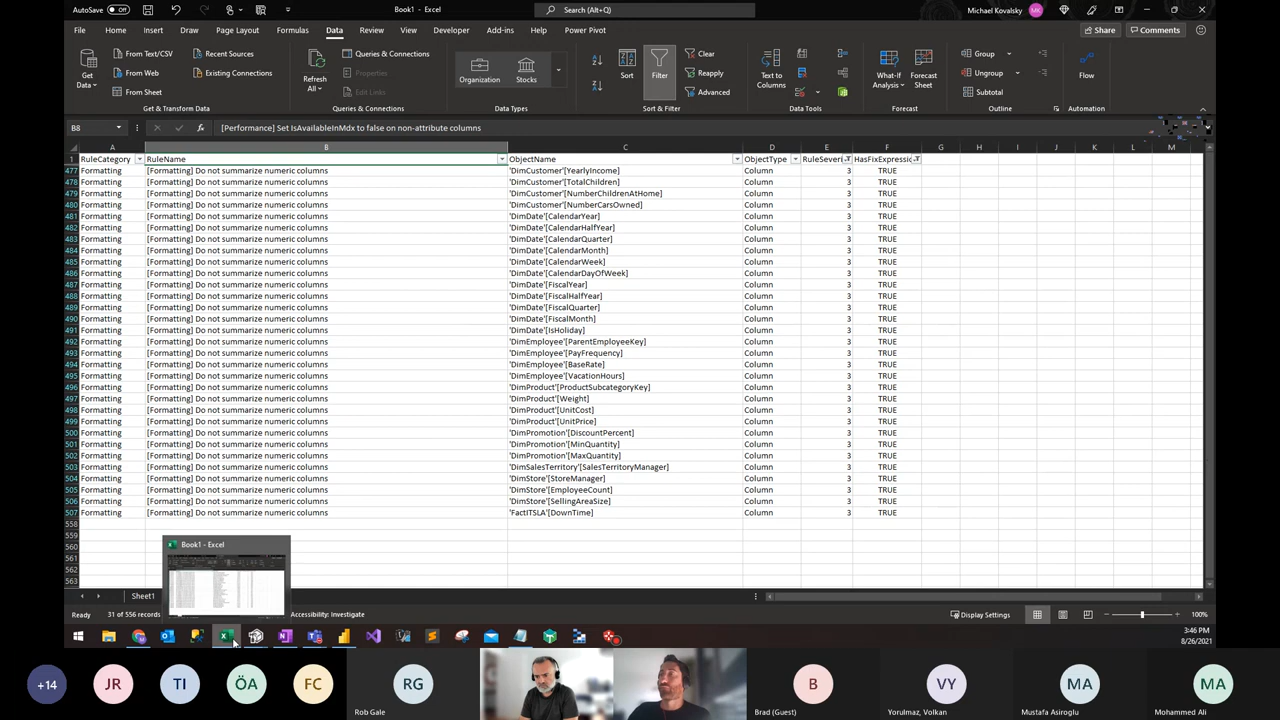 AutoSave Off Book1 - Excel Search (Alt+Q) Michael Kovalsky MK
File Home Insert Draw Page Layout Formulas Data Review View Developer Add-ins Help Power Pivot Share Comments
Get Data From Text/CSV From Web From Sheet Recent Sources Existing Connections
Get & Transform Data
Refresh All Queries & Connections Properties Edit Links
Queries & Connections
Organization Stocks
Data Types
Sort Filter Clear Reapply Advanced
Sort & Filter
Text to Columns
Data Tools
What-If Analysis Forecast Sheet
Forecast
Group Ungroup Subtotal
Outline
Flow
Automation
B8 fx [Performance] Set IsAvailableInMdx to false on non-attribute columns
A B C D E F G H I J K L M
1 RuleCategory RuleName ObjectName ObjectType RuleSeveri HasFixExpressio
477 Formatting [Formatting] Do not summarize numeric columns 'DimCustomer'[YearlyIncome] Column 3 TRUE
478 Formatting [Formatting] Do not summarize numeric columns 'DimCustomer'[TotalChildren] Column 3 TRUE
479 Formatting [Formatting] Do not summarize numeric columns 'DimCustomer'[NumberChildrenAtHome] Column 3 TRUE
480 Formatting [Formatting] Do not summarize numeric columns 'DimCustomer'[NumberCarsOwned] Column 3 TRUE
481 Formatting [Formatting] Do not summarize numeric columns 'DimDate'[CalendarYear] Column 3 TRUE
482 Formatting [Formatting] Do not summarize numeric columns 'DimDate'[CalendarHalfYear] Column 3 TRUE
483 Formatting [Formatting] Do not summarize numeric columns 'DimDate'[CalendarQuarter] Column 3 TRUE
484 Formatting [Formatting] Do not summarize numeric columns 'DimDate'[CalendarMonth] Column 3 TRUE
485 Formatting [Formatting] Do not summarize numeric columns 'DimDate'[CalendarWeek] Column 3 TRUE
486 Formatting [Formatting] Do not summarize numeric columns 'DimDate'[CalendarDayOfWeek] Column 3 TRUE
487 Formatting [Formatting] Do not summarize numeric columns 'DimDate'[FiscalYear] Column 3 TRUE
488 Formatting [Formatting] Do not summarize numeric columns 'DimDate'[FiscalHalfYear] Column 3 TRUE
489 Formatting [Formatting] Do not summarize numeric columns 'DimDate'[FiscalQuarter] Column 3 TRUE
490 Formatting [Formatting] Do not summarize numeric columns 'DimDate'[FiscalMonth] Column 3 TRUE
491 Formatting [Formatting] Do not summarize numeric columns 'DimDate'[IsHoliday] Column 3 TRUE
492 Formatting [Formatting] Do not summarize numeric columns 'DimEmployee'[ParentEmployeeKey] Column 3 TRUE
493 Formatting [Formatting] Do not summarize numeric columns 'DimEmployee'[PayFrequency] Column 3 TRUE
494 Formatting [Formatting] Do not summarize numeric columns 'DimEmployee'[BaseRate] Column 3 TRUE
495 Formatting [Formatting] Do not summarize numeric columns 'DimEmployee'[VacationHours] Column 3 TRUE
496 Formatting [Formatting] Do not summarize numeric columns 'DimProduct'[ProductSubcategoryKey] Column 3 TRUE
497 Formatting [Formatting] Do not summarize numeric columns 'DimProduct'[Weight] Column 3 TRUE
498 Formatting [Formatting] Do not summarize numeric columns 'DimProduct'[UnitCost] Column 3 TRUE
499 Formatting [Formatting] Do not summarize numeric columns 'DimProduct'[UnitPrice] Column 3 TRUE
500 Formatting [Formatting] Do not summarize numeric columns 'DimPromotion'[DiscountPercent] Column 3 TRUE
501 Formatting [Formatting] Do not summarize numeric columns 'DimPromotion'[MinQuantity] Column 3 TRUE
502 Formatting [Formatting] Do not summarize numeric columns 'DimPromotion'[MaxQuantity] Column 3 TRUE
503 Formatting [Formatting] Do not summarize numeric columns 'DimSalesTerritory'[SalesTerritoryManager] Column 3 TRUE
504 Formatting [Formatting] Do not summarize numeric columns 'DimStore'[StoreManager] Column 3 TRUE
505 Formatting [Formatting] Do not summarize numeric columns 'DimStore'[EmployeeCount] Column 3 TRUE
506 Formatting [Formatting] Do not summarize numeric columns 'DimStore'[SellingAreaSize] Column 3 TRUE
507 Formatting [Formatting] Do not summarize numeric columns 'FactITSLA'[DownTime] Column 3 TRUE
558
559
560
561
562
563
Book1 - Excel
Sheet1
Ready 31 of 556 records Accessibility: Investigate Display Settings 100%
3:46 PM
8/26/2021
+14 JR TI ÖA FC RG B VY MA MA
Rob Gale Brad (Guest) Yorulmaz, Volkan Mustafa Asiroglu Mohammed Ali